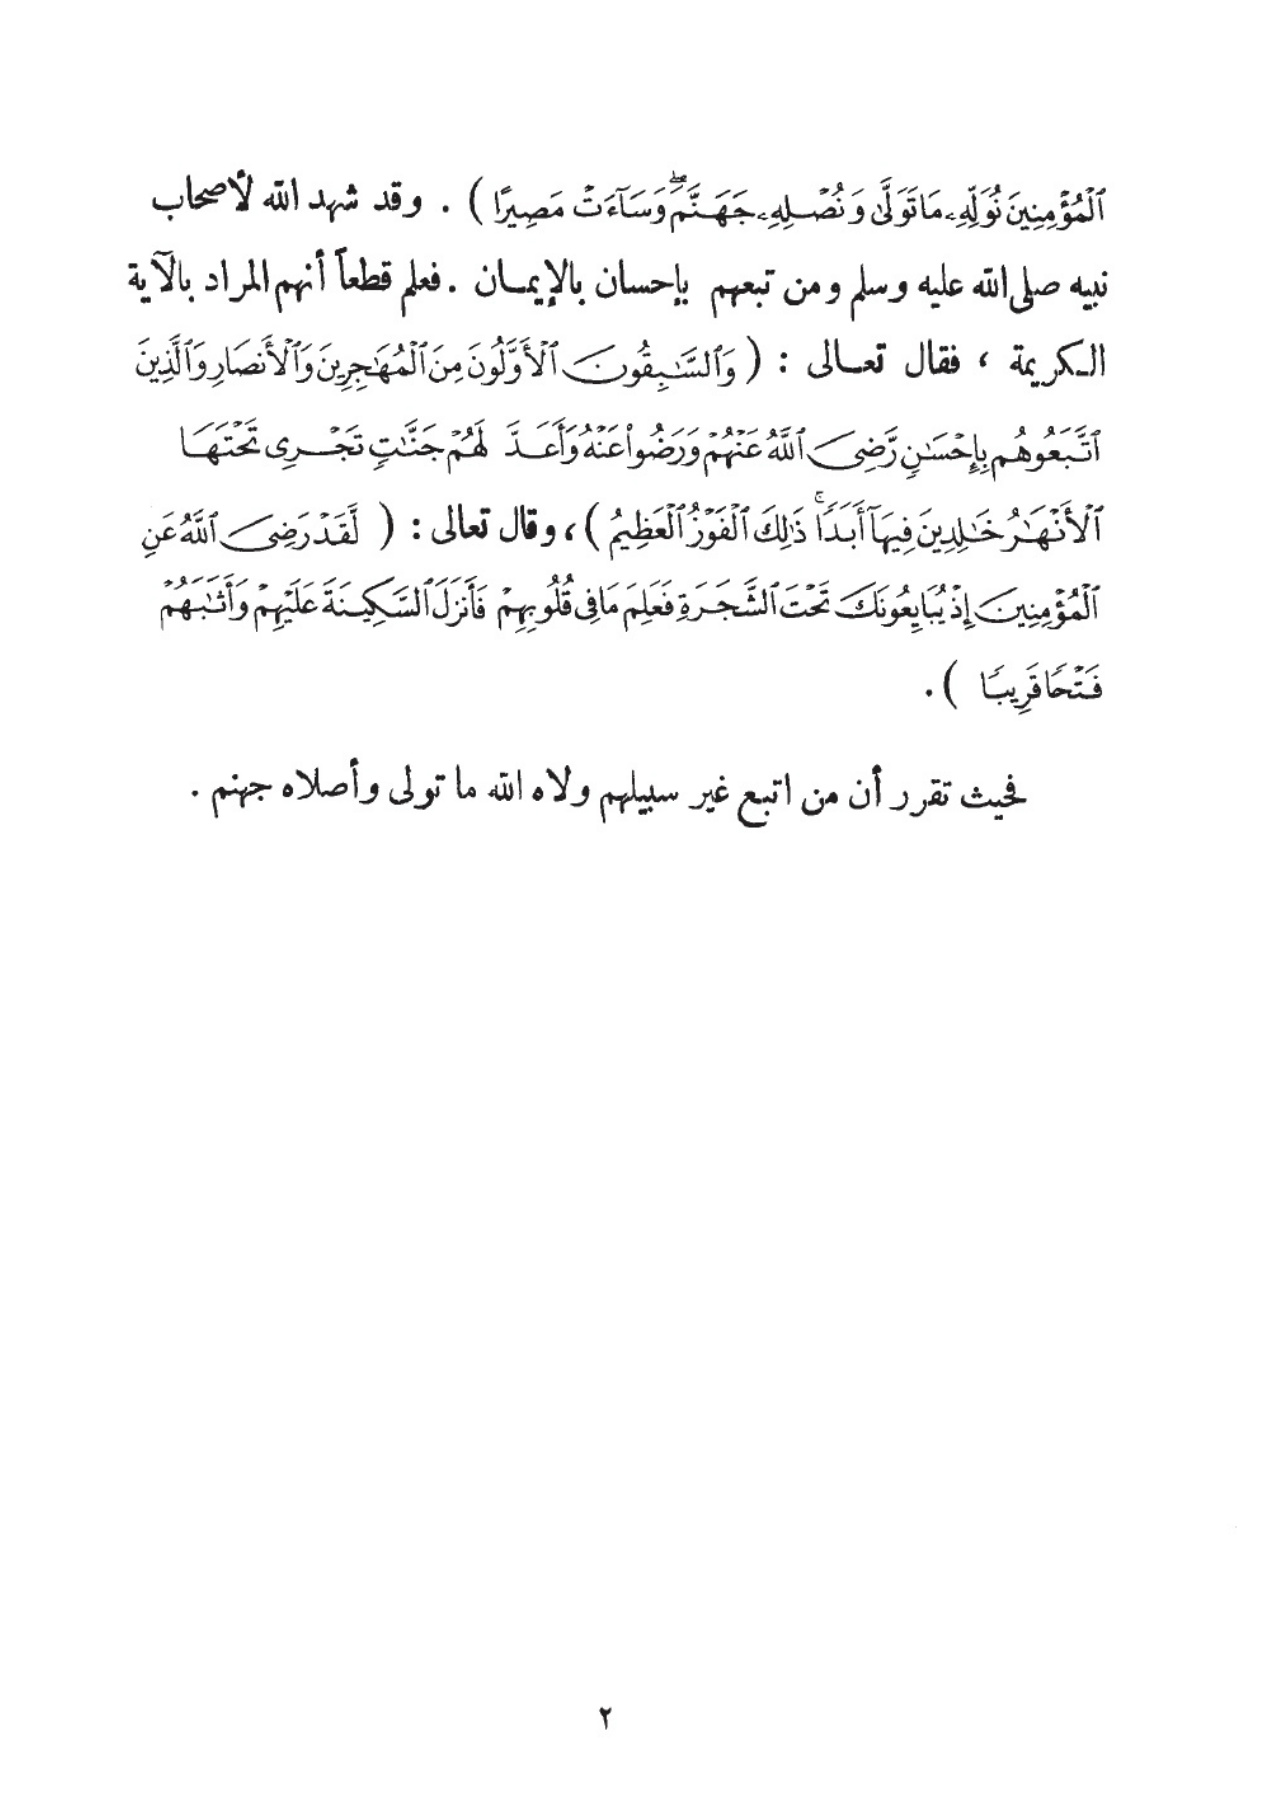 ٱلْمُؤْمِنِينَ نُوَلِّهِۦ مَا تَوَلَّىٰ وَنُصْلِهِۦ جَهَنَّمَ ۖ وَسَآءَتْ مَصِيرًا ) . وقد شهد الله لأصحاب
نبيه صلى الله عليه وسلم ومن تبعهم بإحسان بالإيمـان . فعلم قطعاً أنهم المراد بالآية
الـكريمة ، فقال تعـالى : ( وَٱلسَّٰبِقُونَ ٱلْأَوَّلُونَ مِنَ ٱلْمُهَٰجِرِينَ وَٱلْأَنصَارِ وَٱلَّذِينَ
ٱتَّبَعُوهُم بِإِحْسَٰنٍ رَّضِىَ ٱللَّهُ عَنْهُمْ وَرَضُوا۟ عَنْهُ وَأَعَدَّ لَهُمْ جَنَّٰتٍ تَجْرِى تَحْتَهَا
ٱلْأَنْهَٰرُ خَٰلِدِينَ فِيهَآ أَبَدًا ۚ ذَٰلِكَ ٱلْفَوْزُ ٱلْعَظِيمُ ) ، وقال تعالى : ( لَّقَدْ رَضِىَ ٱللَّهُ عَنِ
ٱلْمُؤْمِنِينَ إِذْ يُبَايِعُونَكَ تَحْتَ ٱلشَّجَرَةِ فَعَلِمَ مَا فِى قُلُوبِهِمْ فَأَنزَلَ ٱلسَّكِينَةَ عَلَيْهِمْ وَأَثَٰبَهُمْ
فَتْحًا قَرِيبًا ) .
فحيث تقرر أن من اتبع غير سبيلهم ولاه الله ما تولى وأصلاه جهنم .
٢